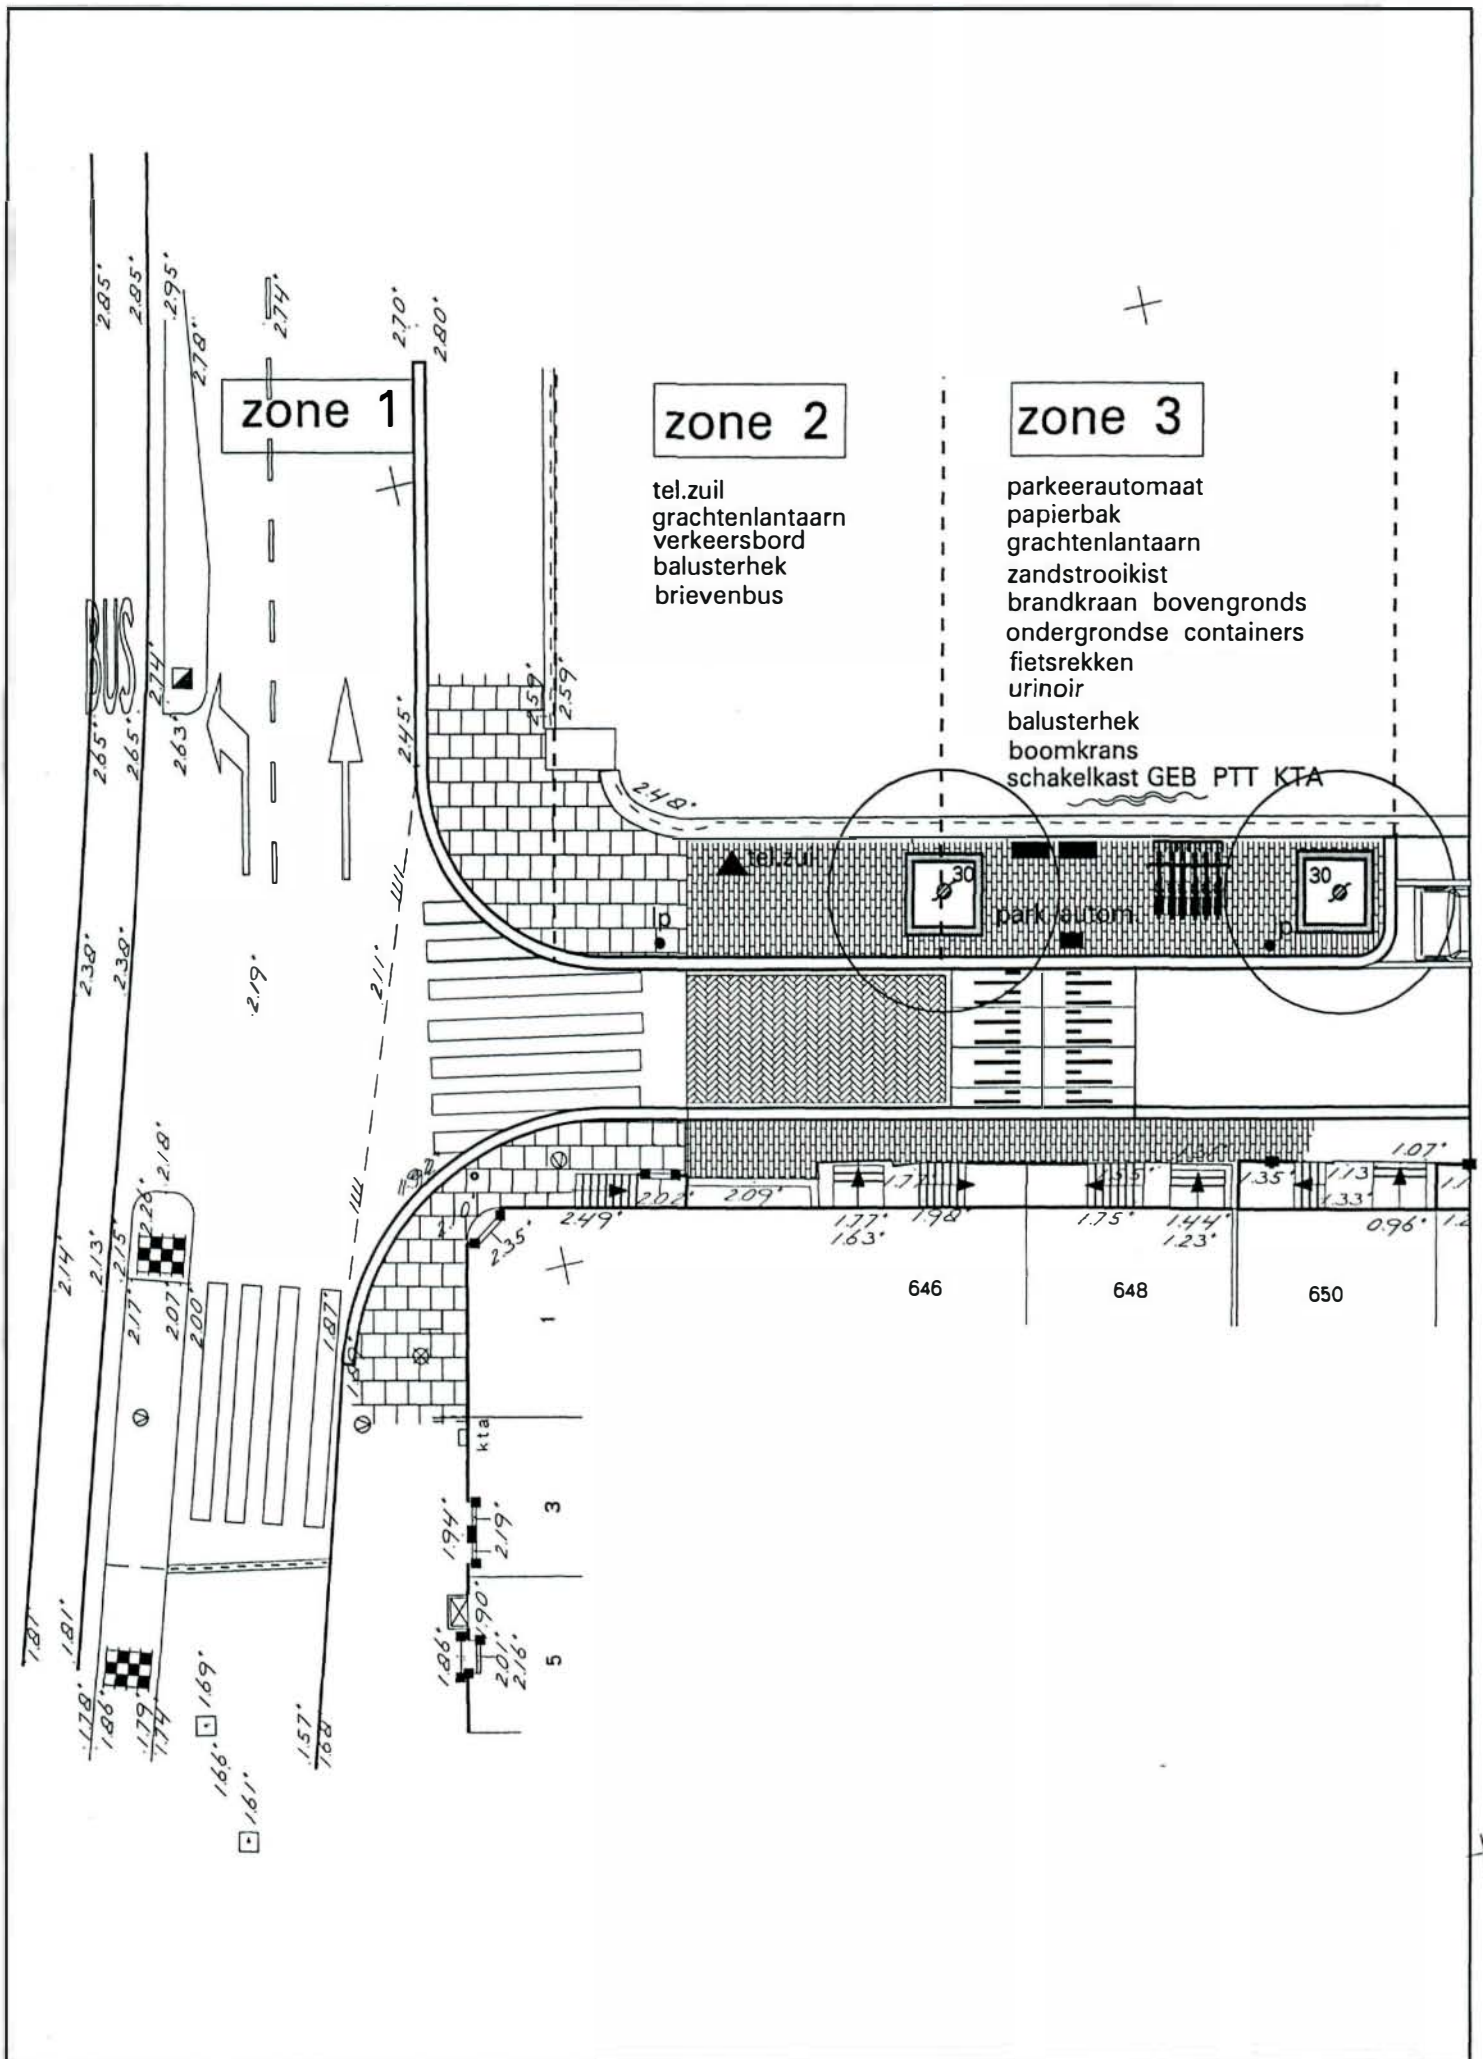 2.85°
2.85°
2.95°
2.78°
2.74°
2.70°
2.80°
zone 1
zone 2
tel.zuil
grachtenlantaarn
verkeersbord
balusterhek
brievenbus
zone 3
parkeerautomaat
papierbak
grachtenlantaarn
zandstrooikist
brandkraan bovengronds
ondergrondse containers
fietsrekken
urinoir
balusterhek
boomkrans
schakelkast GEB PTT KTA
BUS
2.74°
2.65°
2.65°
2.63°
2.45°
2.59°
2.59°
2.48°
tel.zuil
30
30
lp
park autom.
2.38°
2.38°
2.19°
2.11°
2.18°
2.26°
2.14°
2.13°
2.15°
2.17°
2.07°
2.00°
1.87°
2.35°
2.49°
2.02°
2.09°
1.77°
1.63°
1.98°
1.75°
1.44°
1.23°
1.35°
1.13
1.33°
1.07°
0.96°
646
648
650
1
kta
3
1.94°
2.19°
5
1.86°
1.90°
2.01°
2.16°
1.87°
1.81°
1.78°
1.86°
1.79°
1.74°
1.69°
1.66°
1.61°
1.57°
1.68°